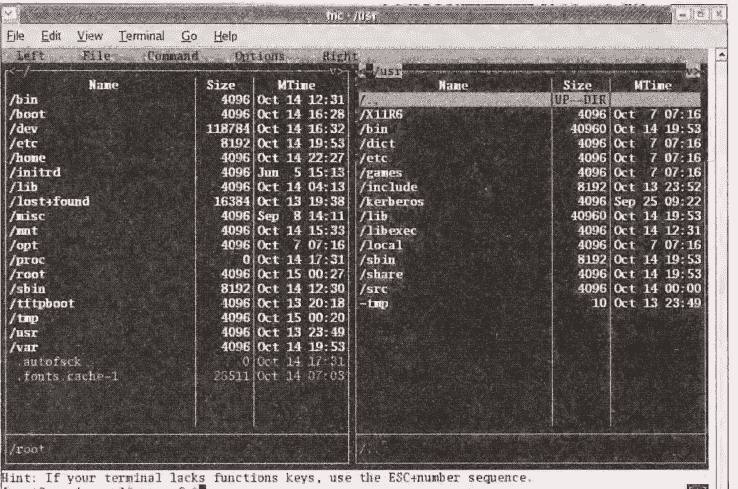 mc - /usr
File Edit View Terminal Go Help
Left File Command Options Right
<-/ v>
/usr v>
Name Size MTime
/bin 4096 Oct 14 12:31
/boot 4096 Oct 14 16:28
/dev 118784 Oct 14 16:32
/etc 8192 Oct 14 19:53
/home 4096 Oct 14 22:27
/initrd 4096 Jun 5 15:13
/lib 4096 Oct 14 04:13
/lost+found 16384 Oct 13 19:38
/misc 4096 Sep 8 14:11
/mnt 4096 Oct 14 15:33
/opt 4096 Oct 7 07:16
/proc 0 Oct 14 17:31
/root 4096 Oct 15 00:27
/sbin 8192 Oct 14 12:30
/tftpboot 4096 Oct 13 20:18
/tmp 4096 Oct 15 00:20
/usr 4096 Oct 13 23:49
/var 4096 Oct 14 19:53
.autofsck 0 Oct 14 17:31
.fonts.cache-1 25511 Oct 14 07:03
/root
Name Size MTime
/.. UP--DIR
/X11R6 4096 Oct 7 07:16
/bin 40960 Oct 14 19:53
/dict 4096 Oct 7 07:16
/etc 4096 Oct 7 07:16
/games 4096 Oct 7 07:16
/include 8192 Oct 13 23:52
/kerberos 4096 Sep 25 09:22
/lib 40960 Oct 14 19:53
/libexec 4096 Oct 14 12:31
/local 4096 Oct 7 07:16
/sbin 8192 Oct 14 19:53
/share 4096 Oct 14 19:53
/src 4096 Oct 14 00:00
~tmp 10 Oct 13 23:49
/..
Hint: If your terminal lacks functions keys, use the ESC+number sequence.